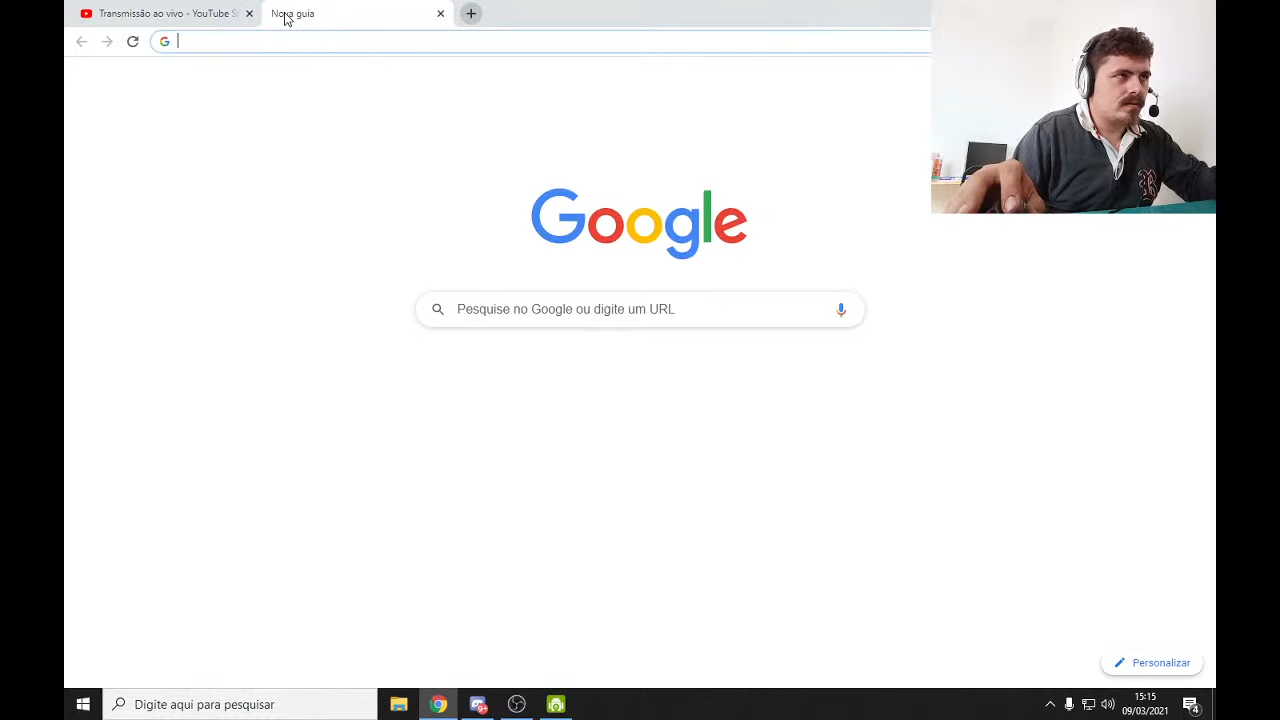 Transmissão ao vivo - YouTube S
Nova guia
Google
Pesquise no Google ou digite um URL
Personalizar
Digite aqui para pesquisar
15:15
09/03/2021
4